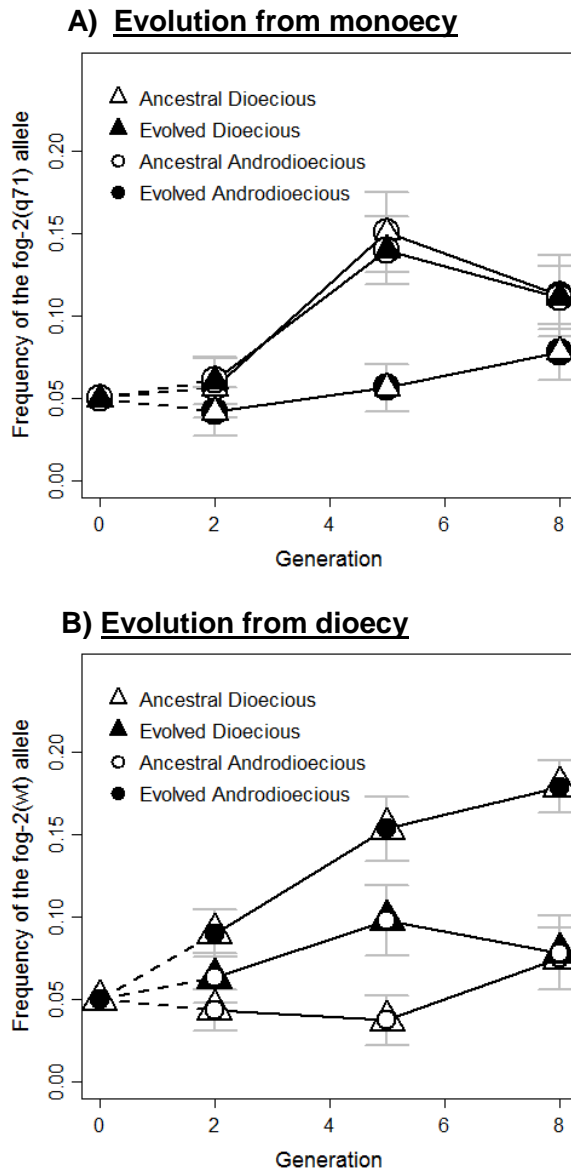 A) Evolution from monoecy
Ancestral Dioecious
Evolved Dioecious
Ancestral Androdioecious
Evolved Androdioecious
Frequency of the fog-2(q71) allele
0.20
0.15
0.10
0.05
0.00
0 2 4 6 8
Generation
B) Evolution from dioecy
Ancestral Dioecious
Evolved Dioecious
Ancestral Androdioecious
Evolved Androdioecious
Frequency of the fog-2(wt) allele
0.20
0.15
0.10
0.05
0.00
0 2 4 6 8
Generation